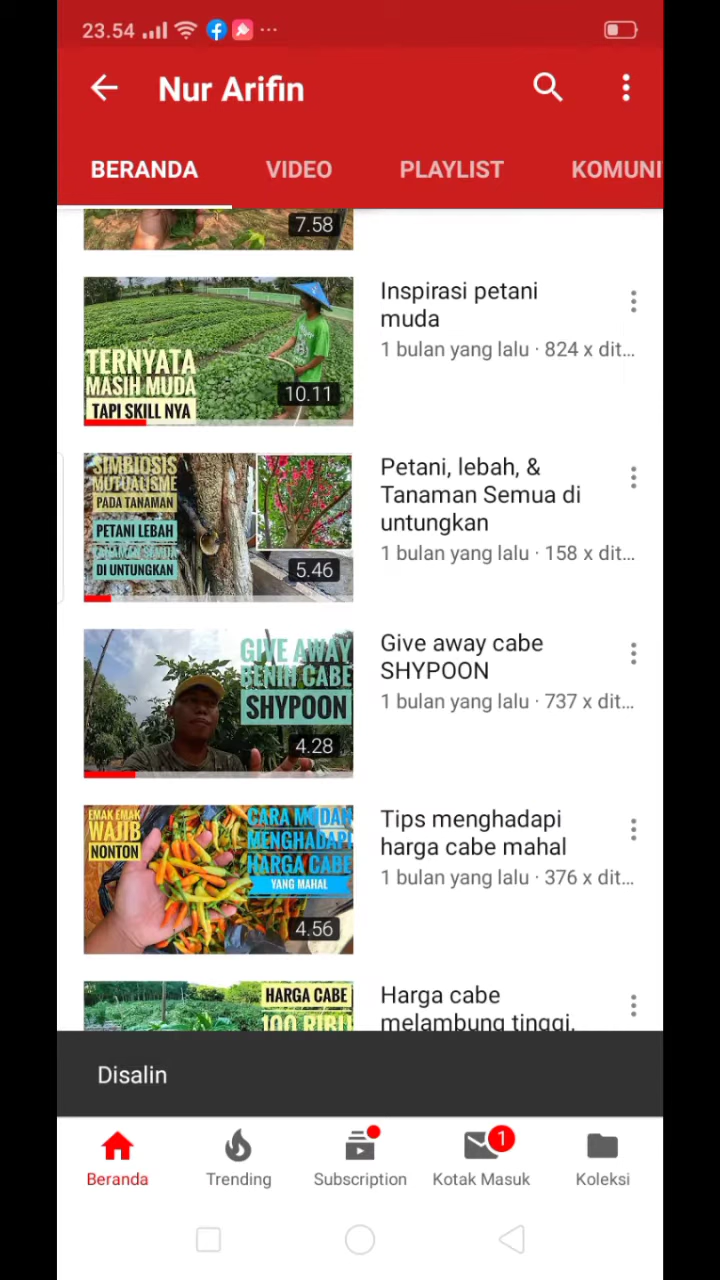 23.54
Nur Arifin
BERANDA VIDEO PLAYLIST KOMUNI
7.58
TERNYATA
MASIH MUDA
TAPI SKILL NYA
10.11
Inspirasi petani
muda
1 bulan yang lalu · 824 x dit...
SIMBIOSIS
MUTUALISME
PADA TANAMAN
PETANI LEBAH
TANAMAN SEMUA
DI UNTUNGKAN
5.46
Petani, lebah, &
Tanaman Semua di
untungkan
1 bulan yang lalu · 158 x dit...
GIVE AWAY
BENIH CABE
SHYPOON
4.28
Give away cabe
SHYPOON
1 bulan yang lalu · 737 x dit...
EMAK EMAK
WAJIB
NONTON
CARA MUDAH
MENGHADAPI
HARGA CABE
YANG MAHAL
4.56
Tips menghadapi
harga cabe mahal
1 bulan yang lalu · 376 x dit...
HARGA CABE
100 RIBU
Harga cabe
melambung tinggi.
Disalin
1
Beranda Trending Subscription Kotak Masuk Koleksi